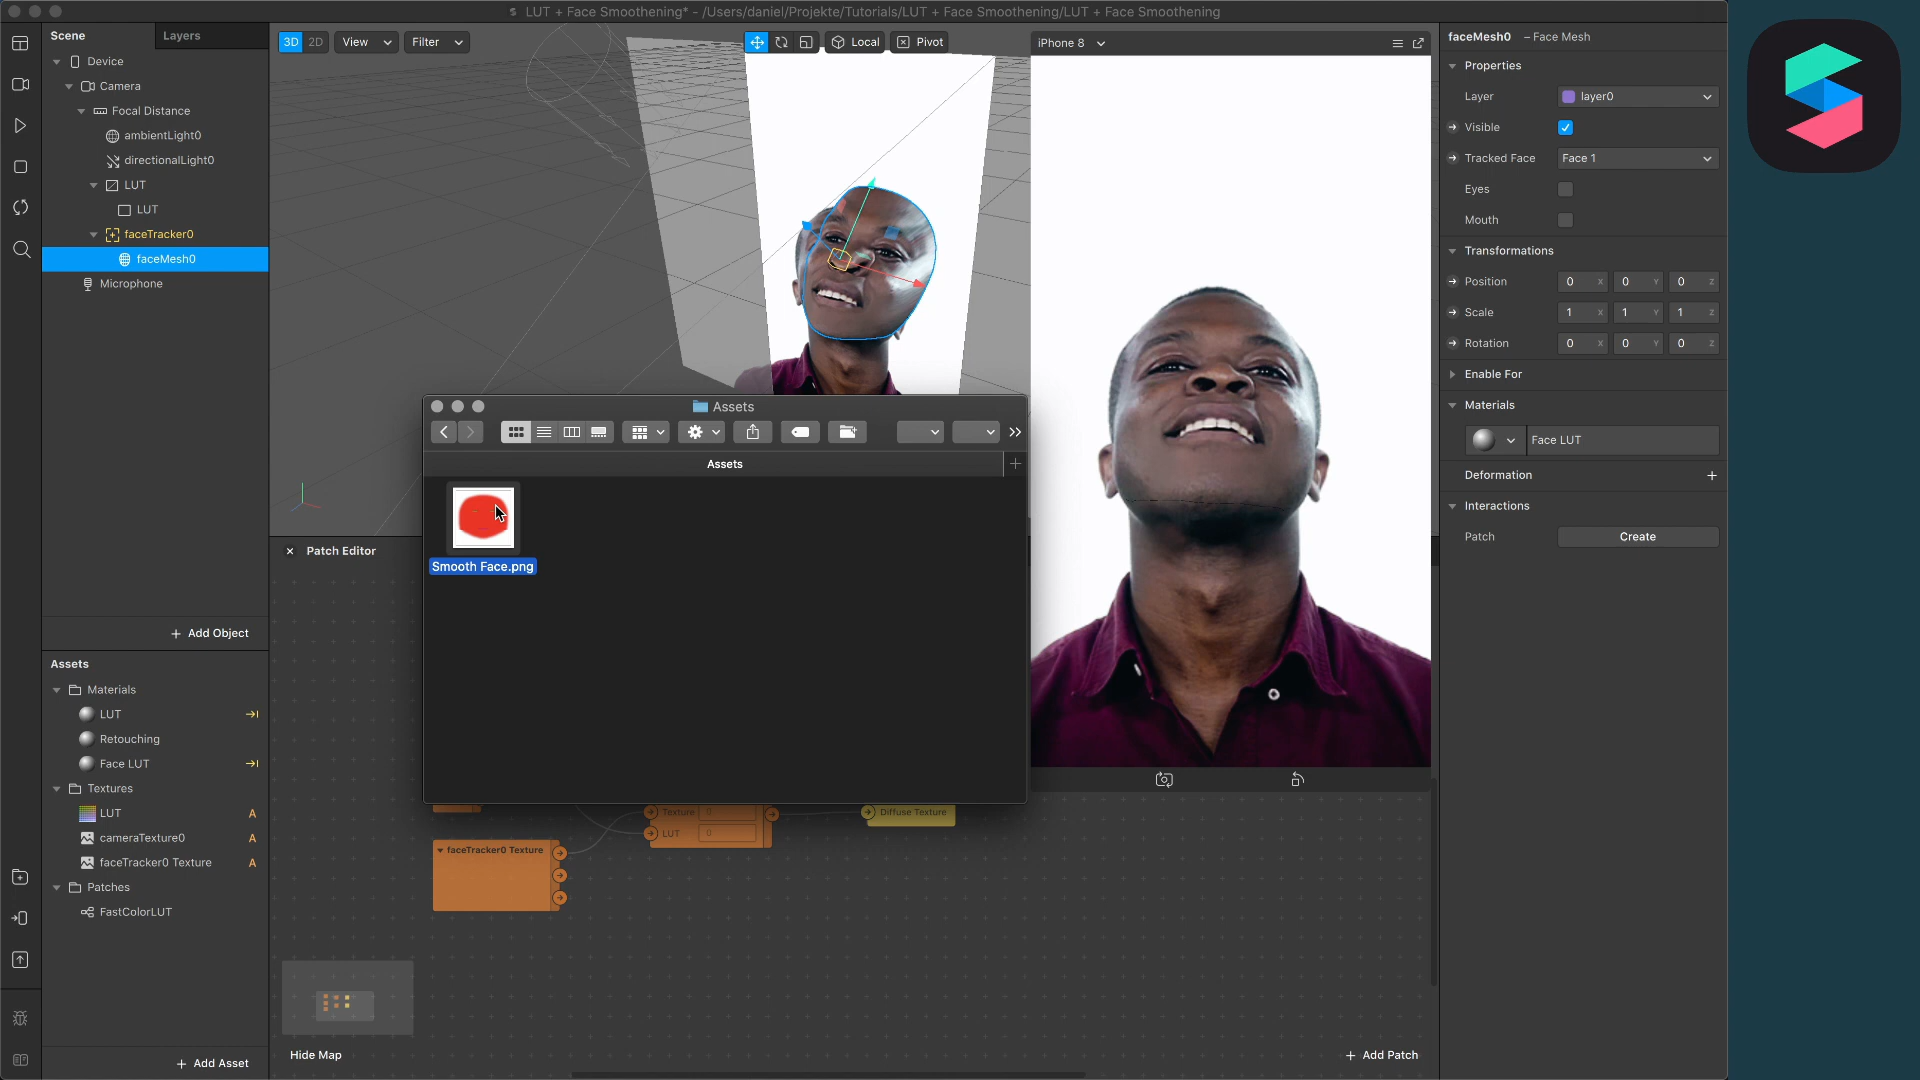 LUT + Face Smoothening* - /Users/daniel/Projekte/Tutorials/LUT + Face Smoothening/LUT + Face Smoothening
Scene
Layers
Device
Camera
Focal Distance
ambientLight0
directionalLight0
LUT
LUT
faceTracker0
faceMesh0
Microphone
+ Add Object
Assets
Materials
LUT
Retouching
Face LUT
Textures
LUT A
cameraTexture0 A
faceTracker0 Texture A
Patches
FastColorLUT
+ Add Asset
3D 2D View Filter
Local
Pivot
iPhone 8
Assets
Assets
Smooth Face.png
Patch Editor
Texture 0
LUT 0
Diffuse Texture
faceTracker0 Texture
Hide Map
+ Add Patch
faceMesh0 – Face Mesh
Properties
Layer layer0
Visible
Tracked Face Face 1
Eyes
Mouth
Transformations
Position 0 X 0 Y 0 Z
Scale 1 X 1 Y 1 Z
Rotation 0 X 0 Y 0 Z
Enable For
Materials
Face LUT
Deformation +
Interactions
Patch Create